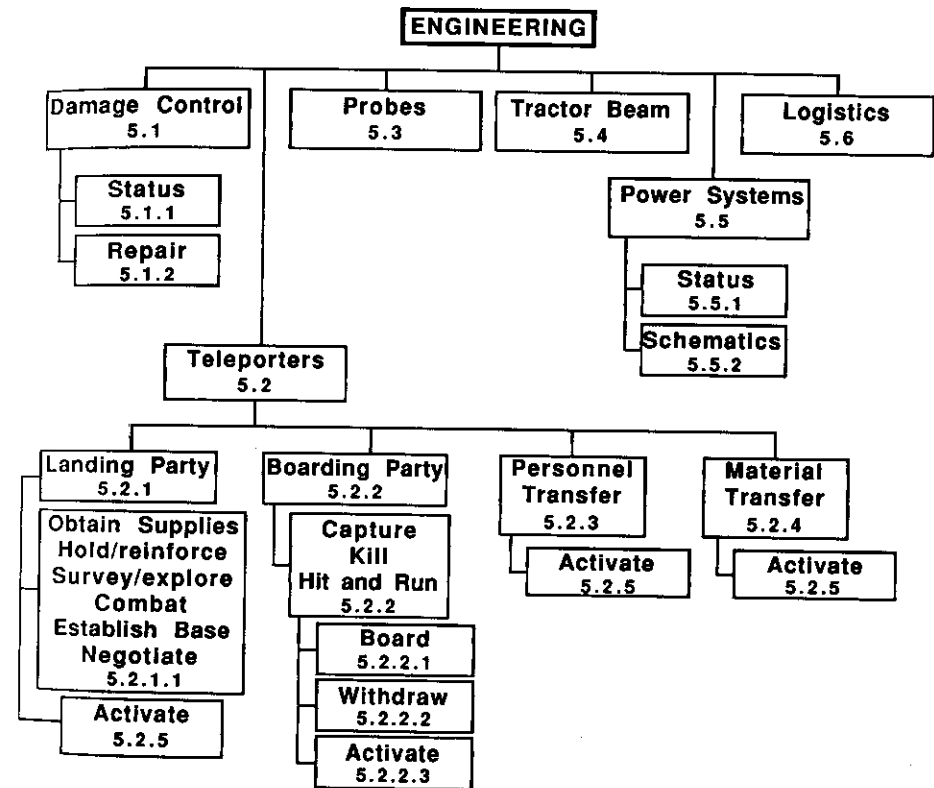 ENGINEERING
Damage Control
5.1
Probes
5.3
Tractor Beam
5.4
Logistics
5.6
Status
5.1.1
Repair
5.1.2
Power Systems
5.5
Status
5.5.1
Schematics
5.5.2
Teleporters
5.2
Landing Party
5.2.1
Obtain Supplies
Hold/reinforce
Survey/explore
Combat
Establish Base
Negotiate
5.2.1.1
Activate
5.2.5
Boarding Party
5.2.2
Capture
Kill
Hit and Run
5.2.2
Board
5.2.2.1
Withdraw
5.2.2.2
Activate
5.2.2.3
Personnel
Transfer
5.2.3
Activate
5.2.5
Material
Transfer
5.2.4
Activate
5.2.5